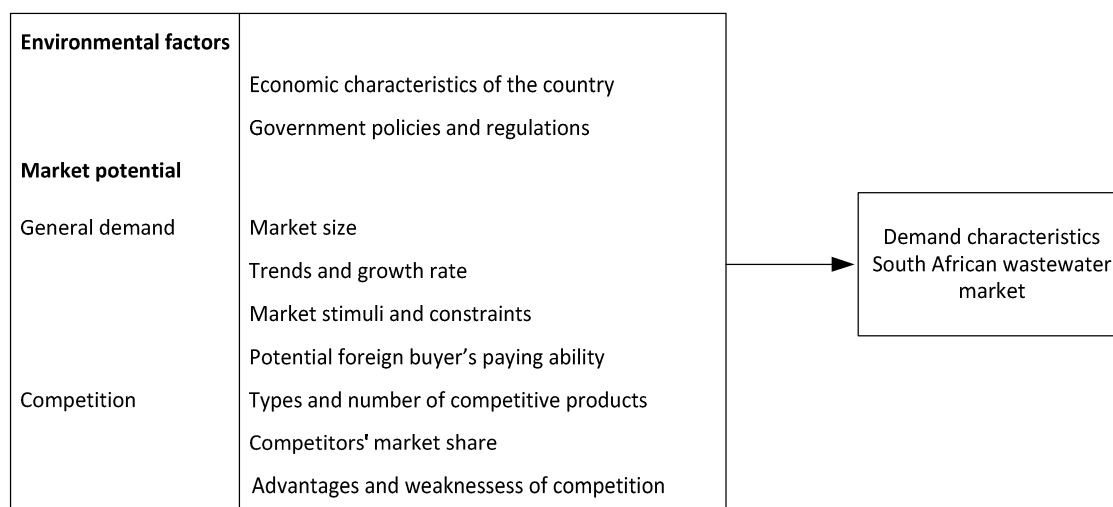 Environmental factors
Economic characteristics of the country
Government policies and regulations
Market potential
General demand
Market size
Trends and growth rate
Market stimuli and constraints
Potential foreign buyer’s paying ability
Competition
Types and number of competitive products
Competitors' market share
Advantages and weaknessess of competition
Demand characteristics
South African wastewater
market